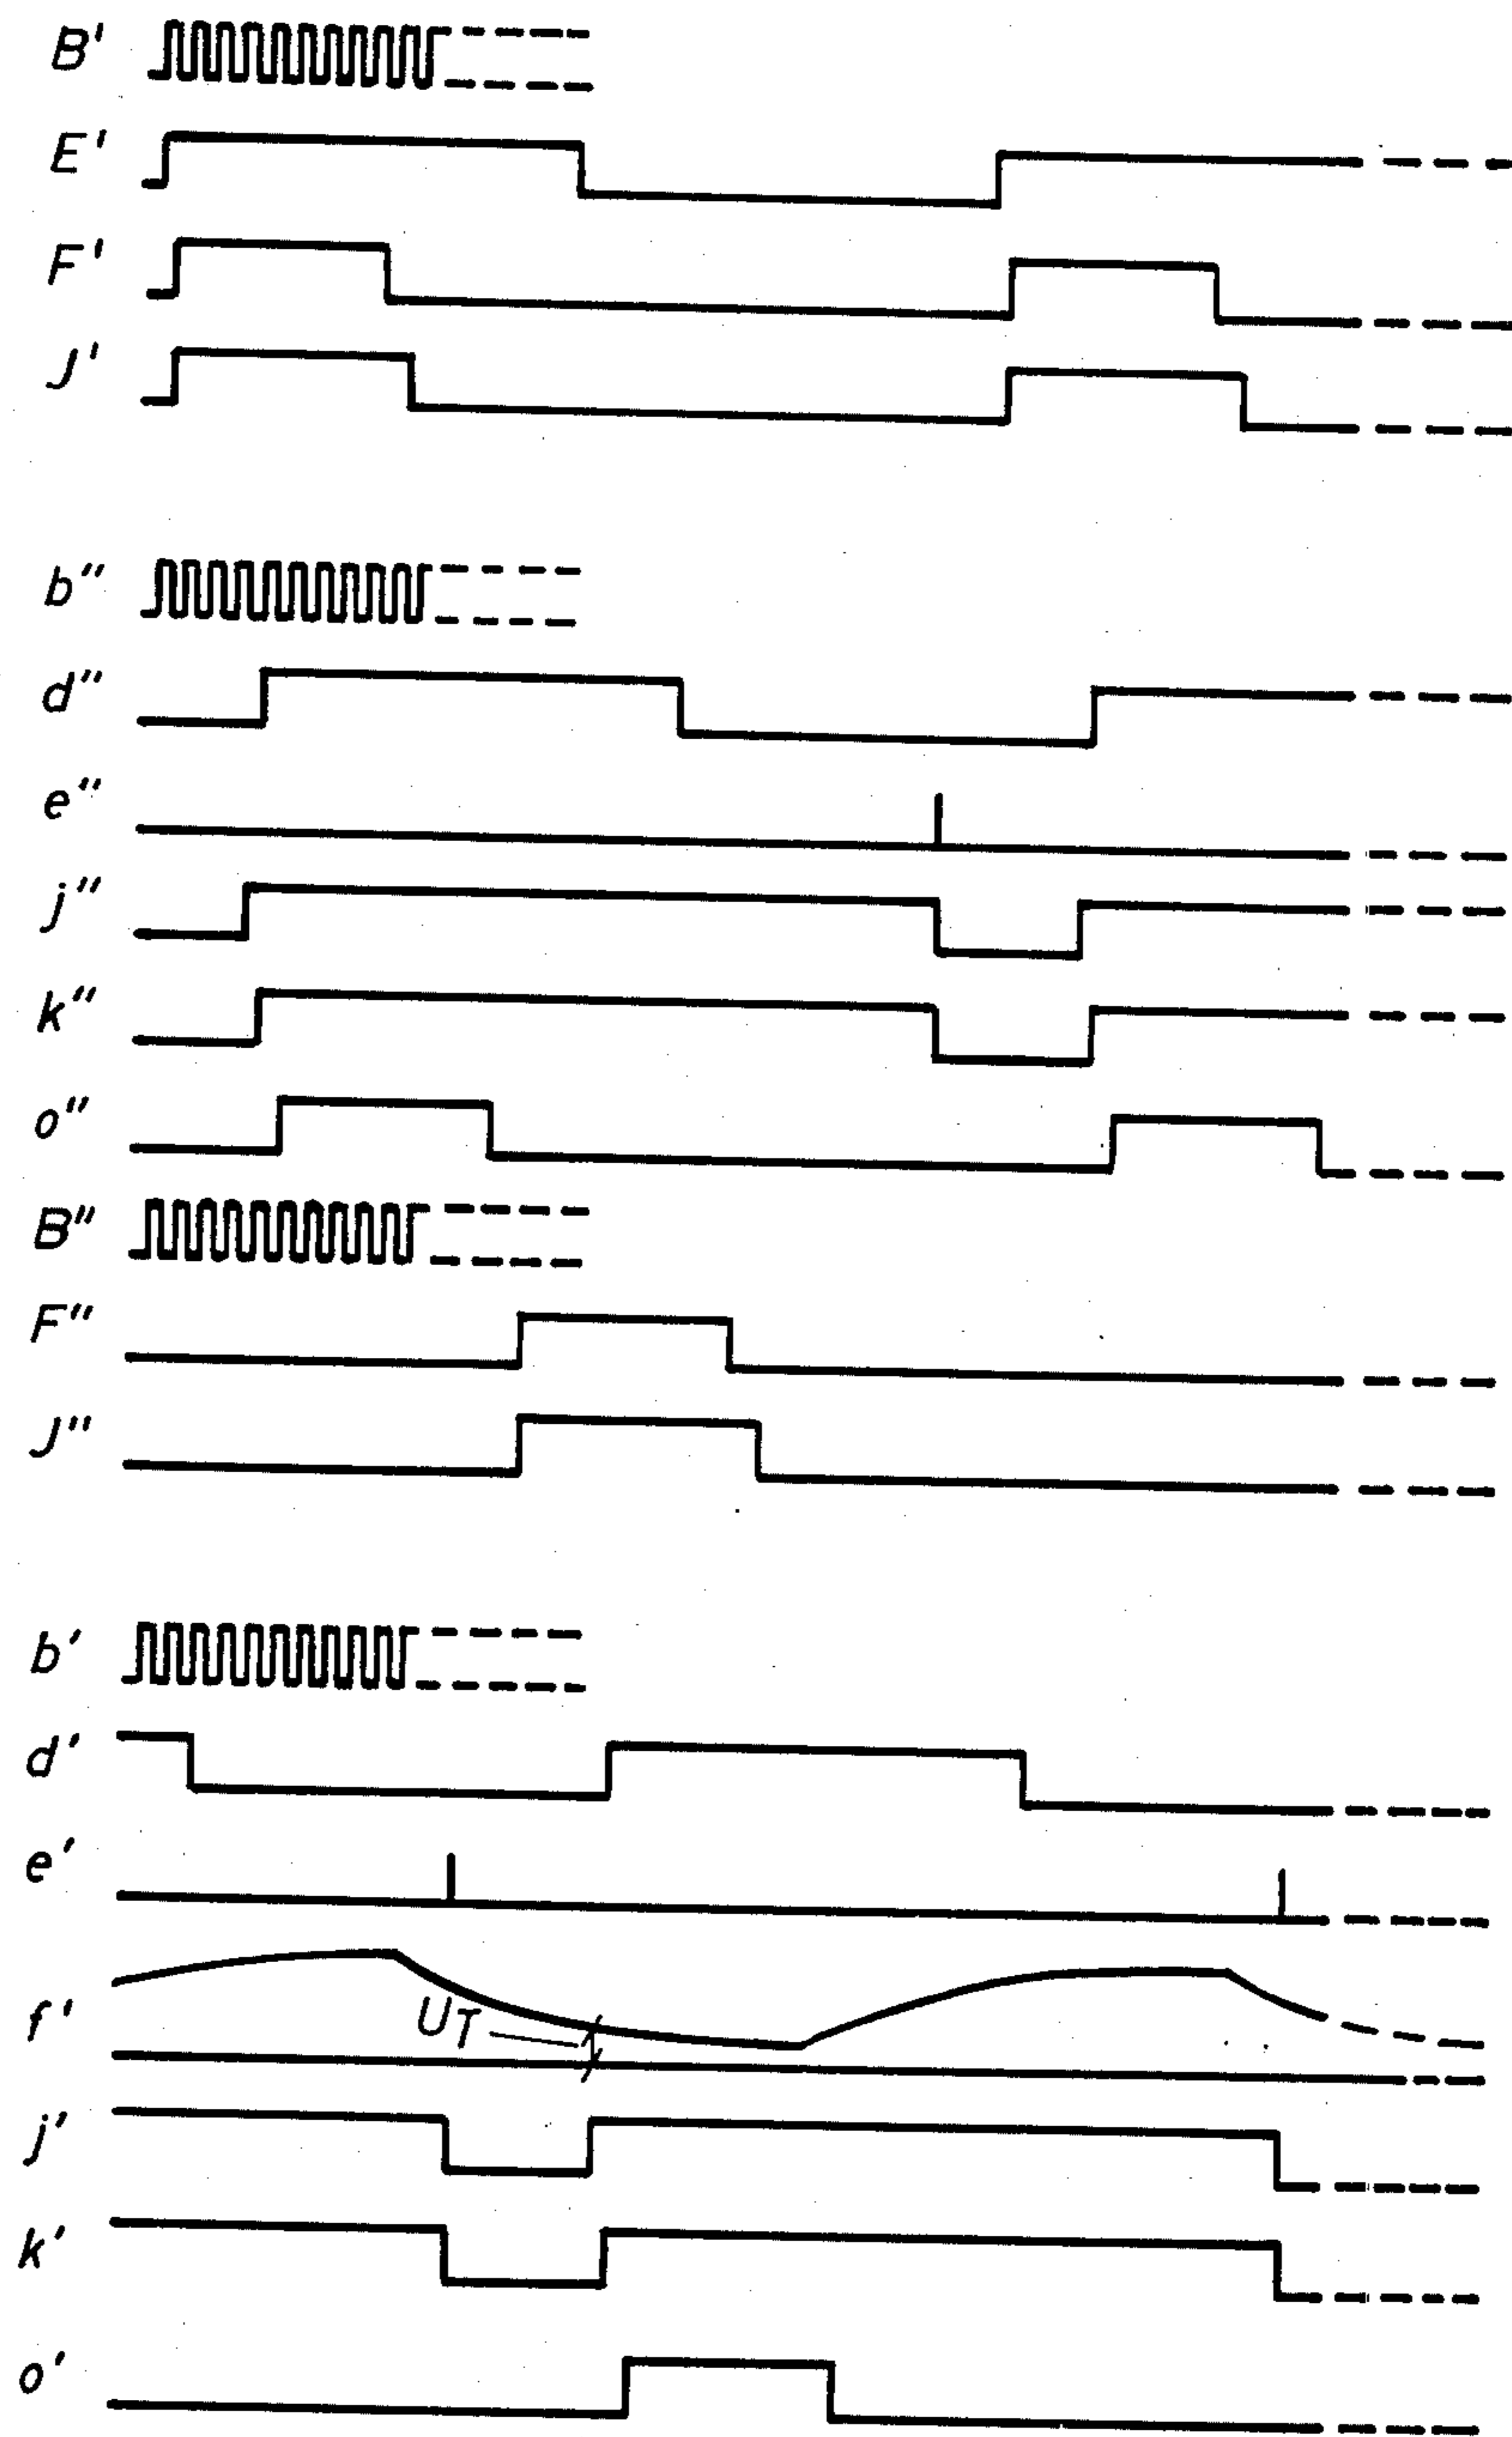 B'
E'
F'
J'
b"
d"
e"
j"
k"
o"
B"
F"
J"
b'
d'
e'
f'
UT
j'
k'
o'